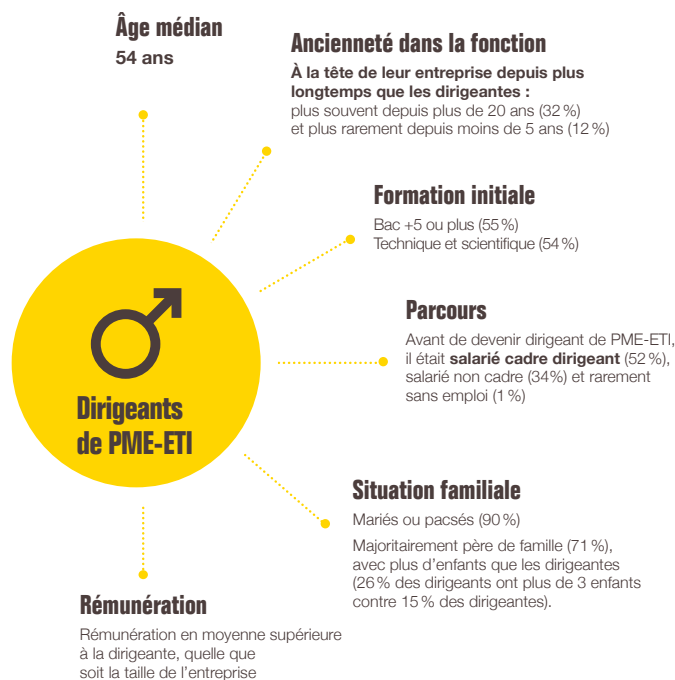 Âge médian
54 ans
Ancienneté dans la fonction
À la tête de leur entreprise depuis plus
longtemps que les dirigeantes :
plus souvent depuis plus de 20 ans (32 %)
et plus rarement depuis moins de 5 ans (12 %)
Formation initiale
Bac +5 ou plus (55 %)
Technique et scientifique (54 %)
Parcours
Avant de devenir dirigeant de PME-ETI,
il était salarié cadre dirigeant (52 %),
salarié non cadre (34%) et rarement
sans emploi (1 %)
Dirigeants
de PME-ETI
Situation familiale
Mariés ou pacsés (90 %)
Majoritairement père de famille (71 %),
avec plus d'enfants que les dirigeantes
(26 % des dirigeants ont plus de 3 enfants
contre 15 % des dirigeantes).
Rémunération
Rémunération en moyenne supérieure
à la dirigeante, quelle que
soit la taille de l'entreprise